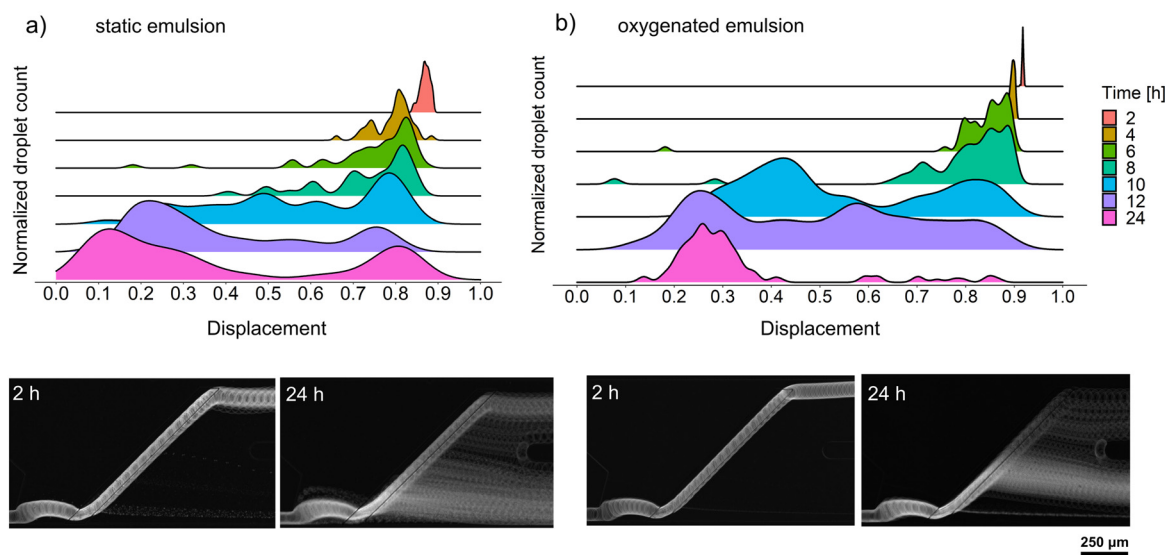 a) static emulsion
Normalized droplet count
0.0 0.1 0.2 0.3 0.4 0.5 0.6 0.7 0.8 0.9 1.0
Displacement
b) oxygenated emulsion
Normalized droplet count
0.0 0.1 0.2 0.3 0.4 0.5 0.6 0.7 0.8 0.9 1.0
Displacement
Time [h]
2
4
6
8
10
12
24
2 h
24 h
2 h
24 h
250 µm